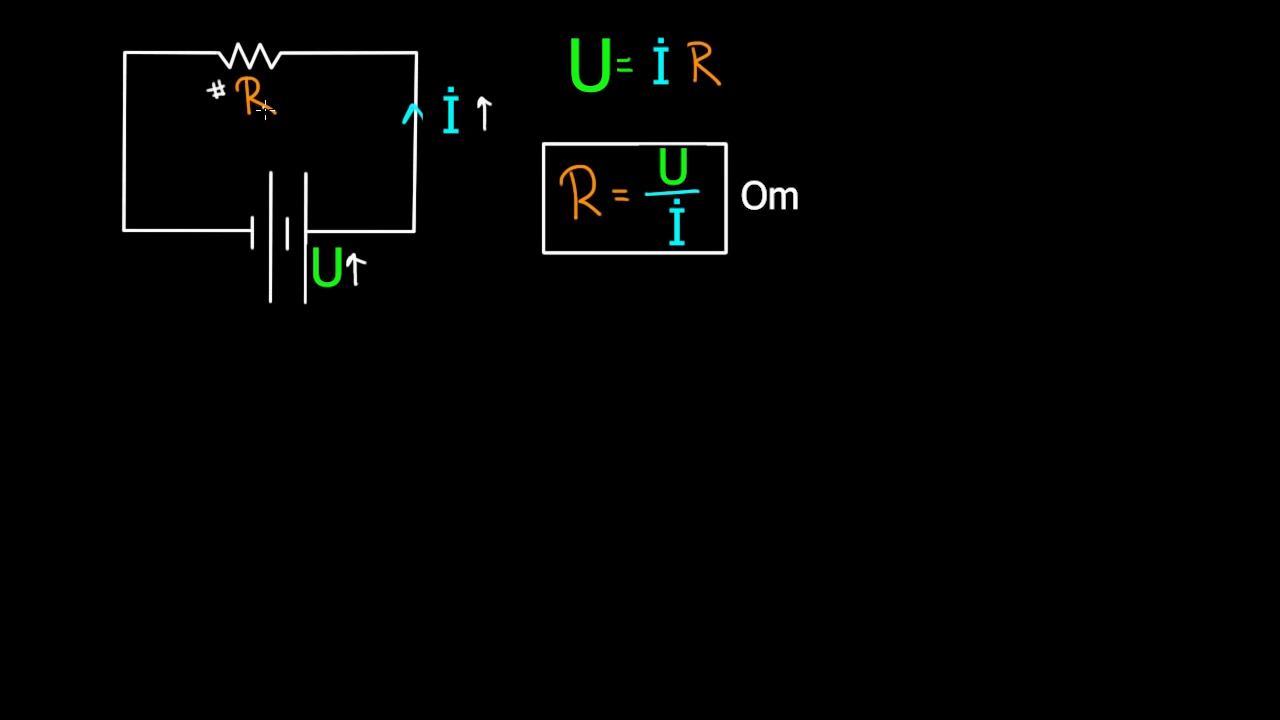 U = İ R
# R
İ ↑
R = U / İ Om
U ↑